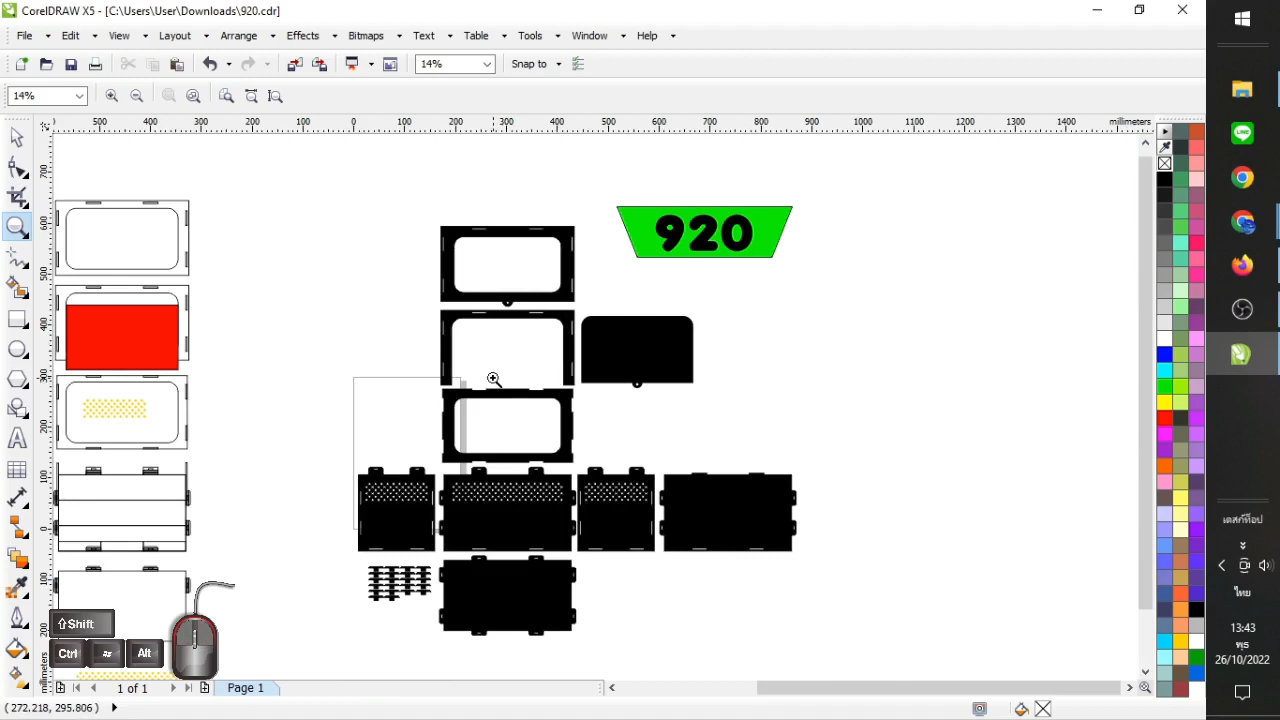 CorelDRAW X5 - [C:\Users\User\Downloads\920.cdr]
File Edit View Layout Arrange Effects Bitmaps Text Table Tools Window Help
14% Snap to
14%
500 400 300 200 100 0 100 200 300 400 500 600 700 800 900 1000 1100 1200 1300 1400 millimeters
920
Shift
Ctrl Alt
1 of 1 Page 1
(272.218, 295.806)
เดสก์ท็อป
ไทย
13:43
พุธ
26/10/2022